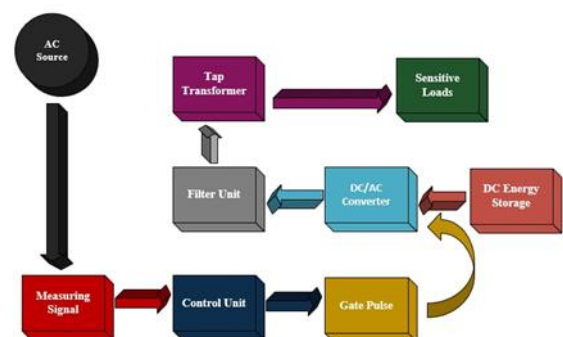 AC
Source
Tap
Transformer
Sensitive
Loads
Filter Unit
DC/AC
Converter
DC Energy
Storage
Measuring
Signal
Control Unit
Gate Pulse